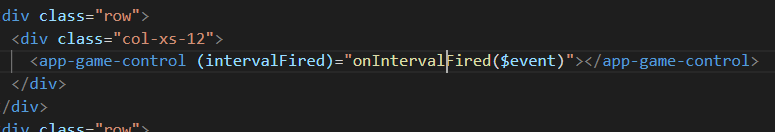 div class="row">
<div class="col-xs-12">
<app-game-control (intervalFired)="onIntervalFired($event)"></app-game-control>
</div>
/div>
div class="row">